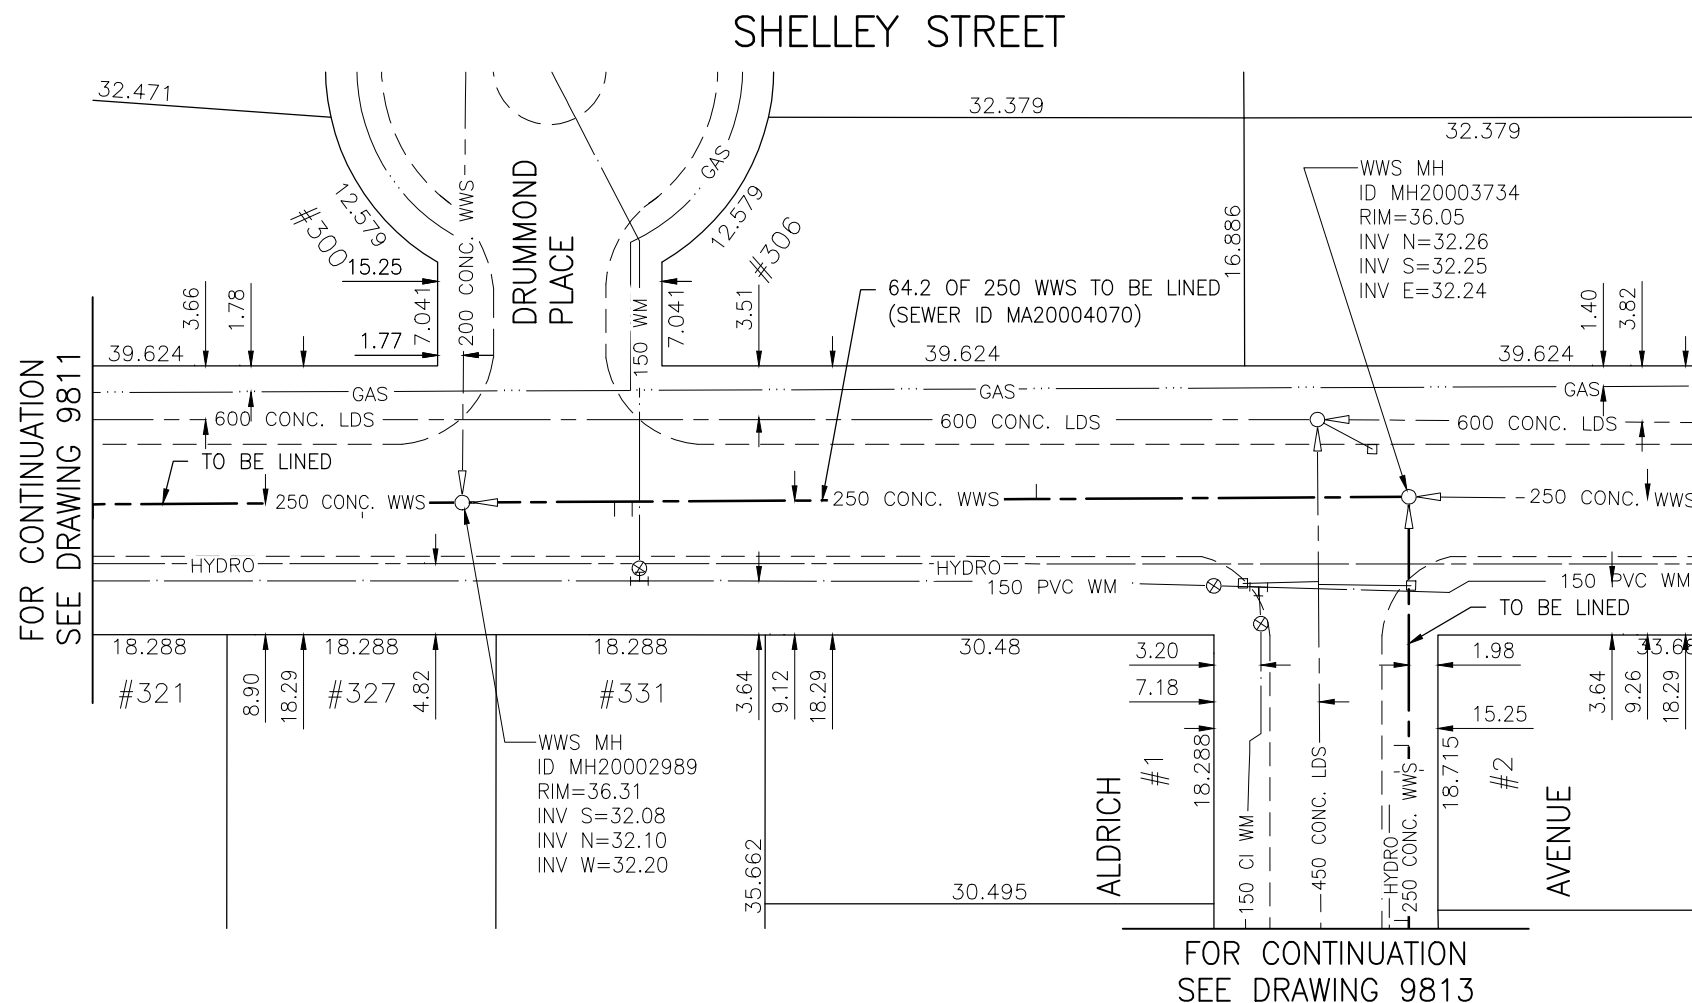 SHELLEY STREET
32.471
32.379
32.379
12.579
#300
15.25
7.041
1.77
200 CONC. WWS
DRUMMOND
PLACE
GAS
12.579
#306
150 WM
7.041
3.51
16.886
WWS MH
ID MH20003734
RIM=36.05
INV N=32.26
INV S=32.25
INV E=32.24
64.2 OF 250 WWS TO BE LINED
(SEWER ID MA20004070)
3.66
1.78
1.40
3.82
39.624
39.624
39.624
FOR CONTINUATION
SEE DRAWING 9811
GAS
GAS
GAS
600 CONC. LDS
600 CONC. LDS
600 CONC. LDS
TO BE LINED
250 CONC. WWS
250 CONC. WWS
250 CONC. WWS
HYDRO
HYDRO
150 PVC WM
150 PVC WM
TO BE LINED
18.288
18.288
18.288
30.48
3.20
1.98
#321
8.90
18.29
#327
4.82
#331
3.64
9.12
18.29
7.18
15.25
3.64
9.26
18.29
WWS MH
ID MH20002989
RIM=36.31
INV S=32.08
INV N=32.10
INV W=32.20
35.662
30.495
ALDRICH
#1
18.288
150 CI WM
450 CONC. LDS
HYDRO
250 CONC. WWS
18.715
#2
AVENUE
FOR CONTINUATION
SEE DRAWING 9813